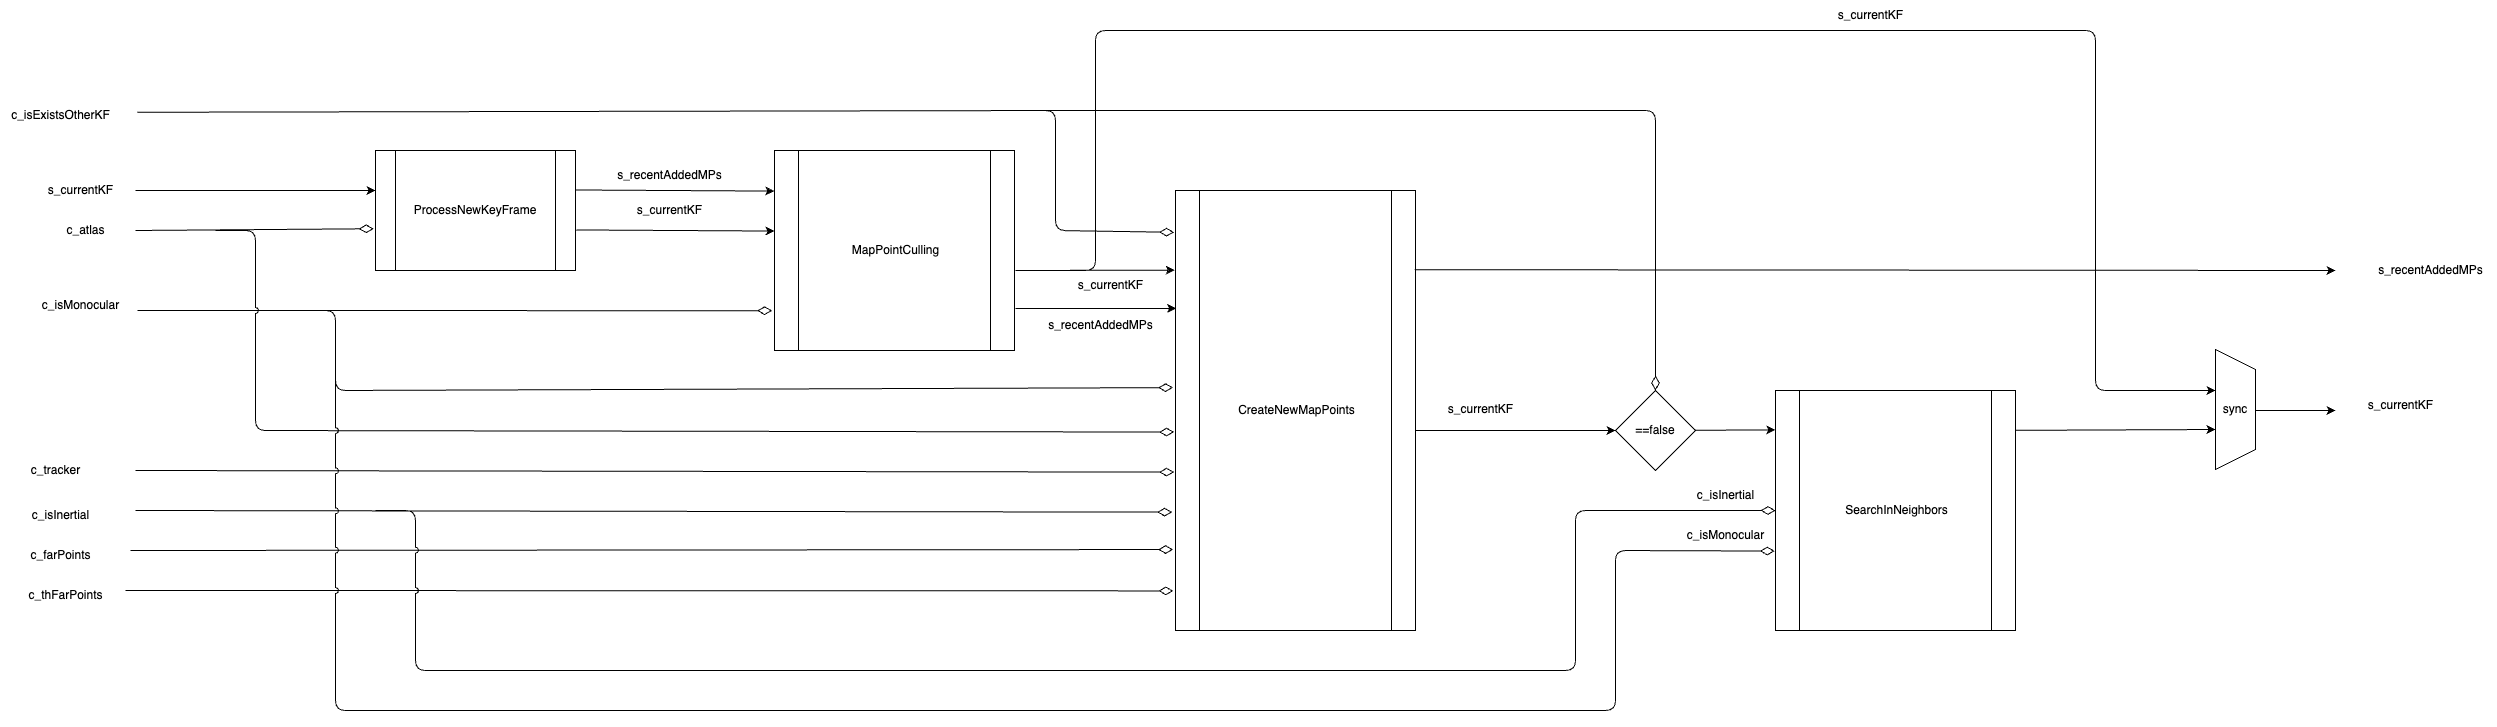 s_currentKF
c_isExistsOtherKF
s_recentAddedMPs
s_currentKF
ProcessNewKeyFrame
s_currentKF
c_atlas
MapPointCulling
s_currentKF
s_recentAddedMPs
c_isMonocular
s_recentAddedMPs
CreateNewMapPoints
s_currentKF
==false
sync
s_currentKF
c_tracker
c_isInertial
c_isInertial
SearchInNeighbors
c_isMonocular
c_farPoints
c_thFarPoints